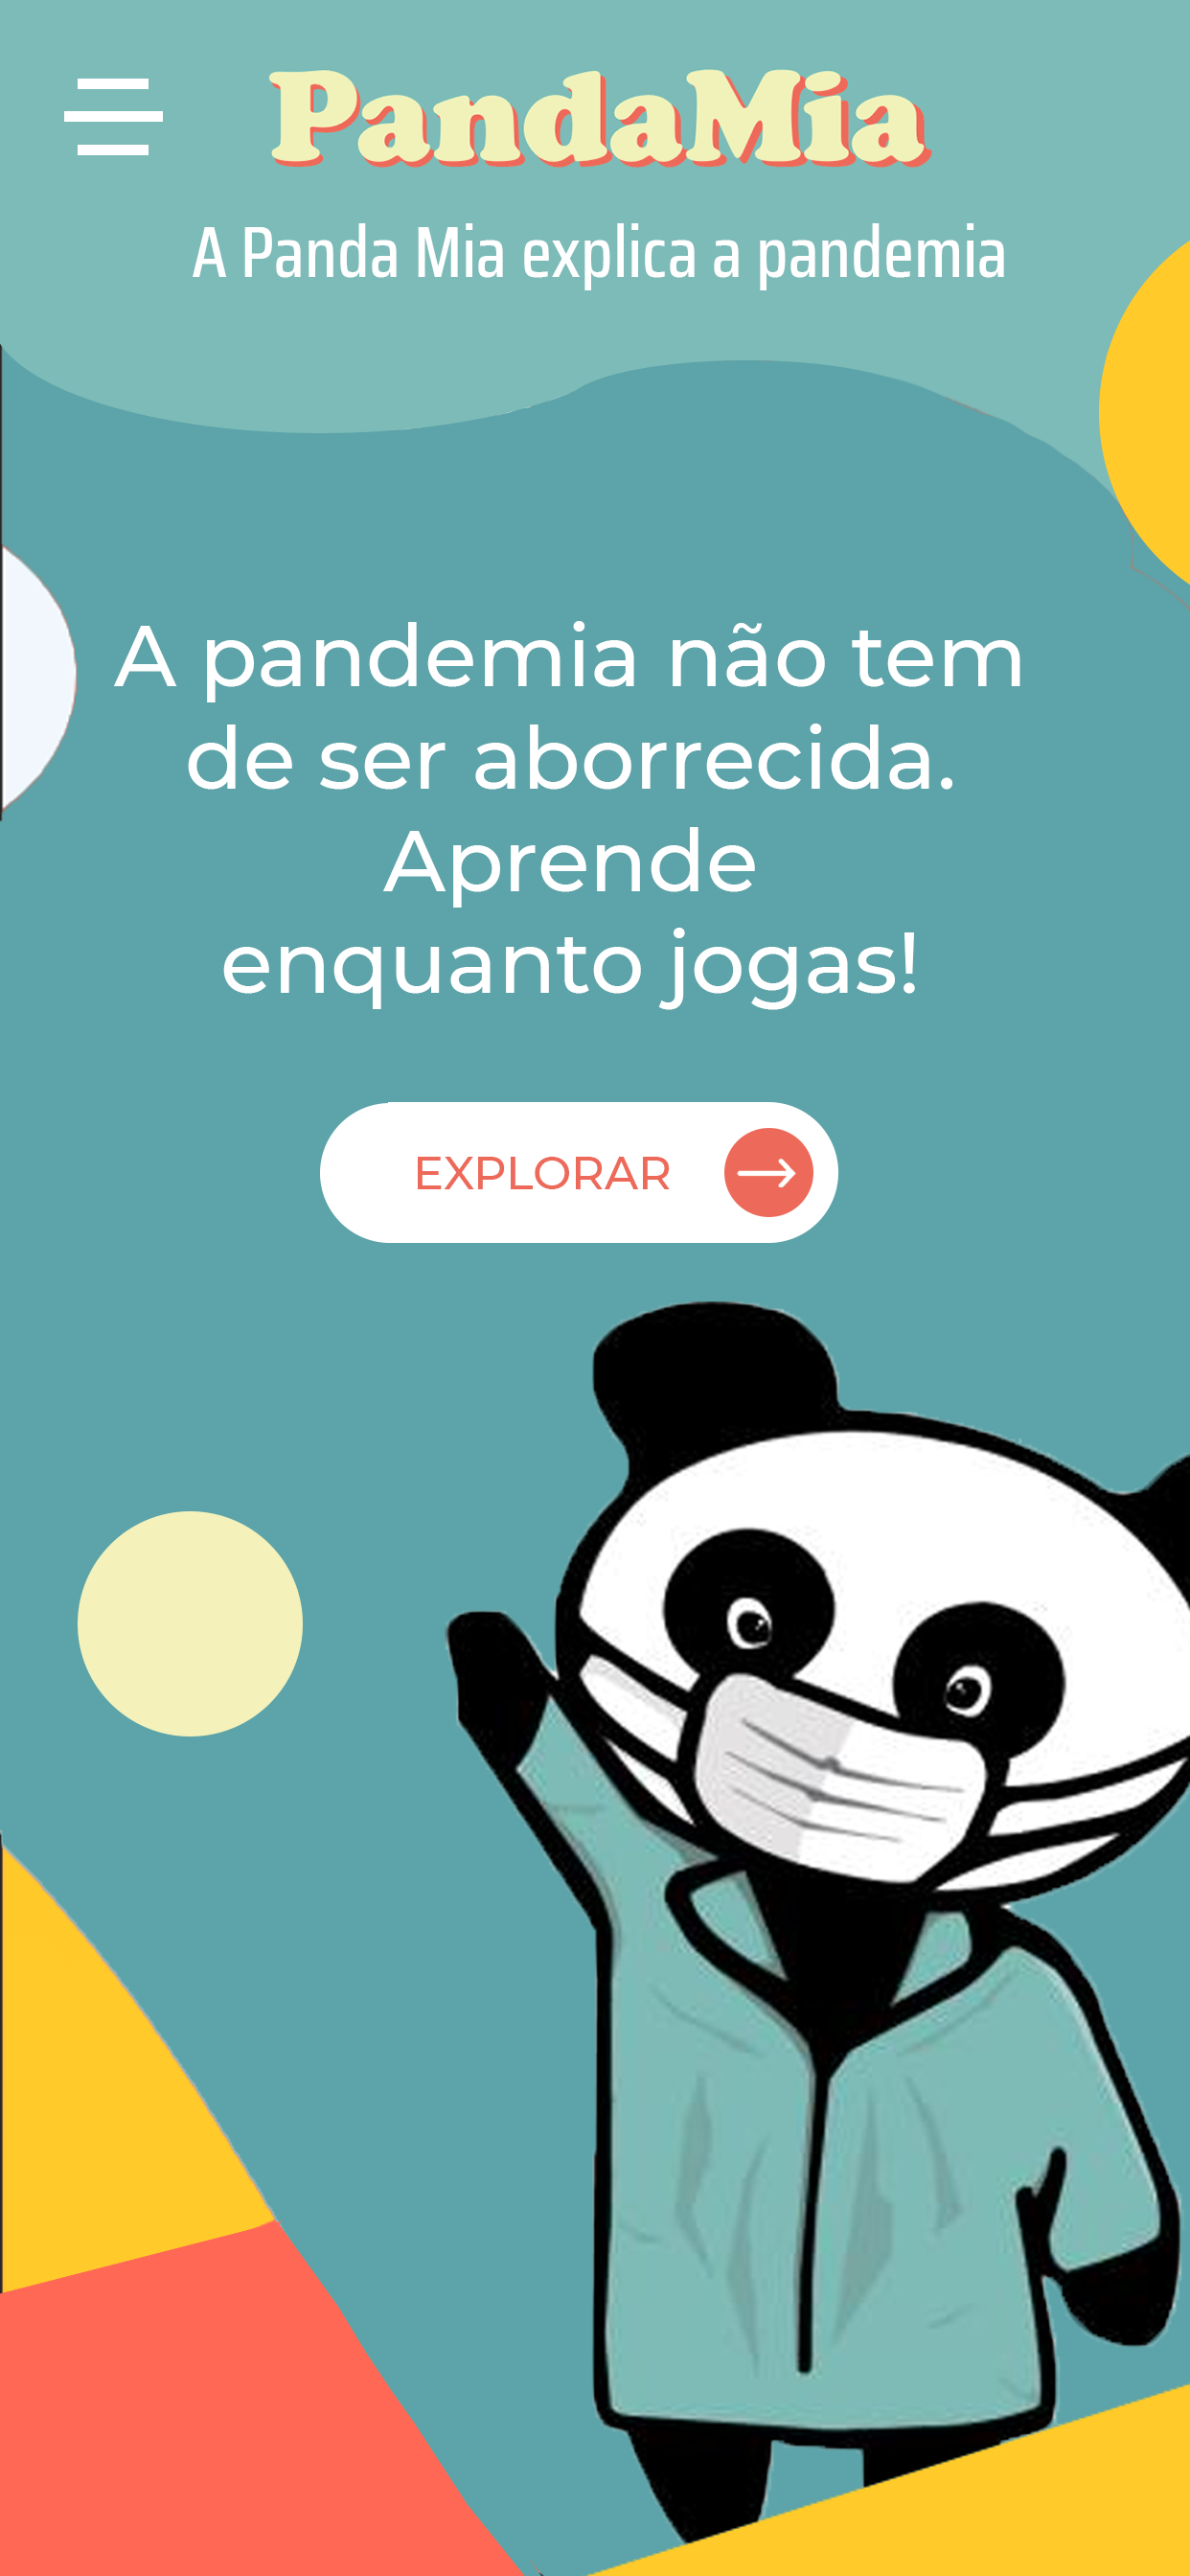 PandaMia
A Panda Mia explica a pandemia
A pandemia não tem
de ser aborrecida.
Aprende
enquanto jogas!
EXPLORAR